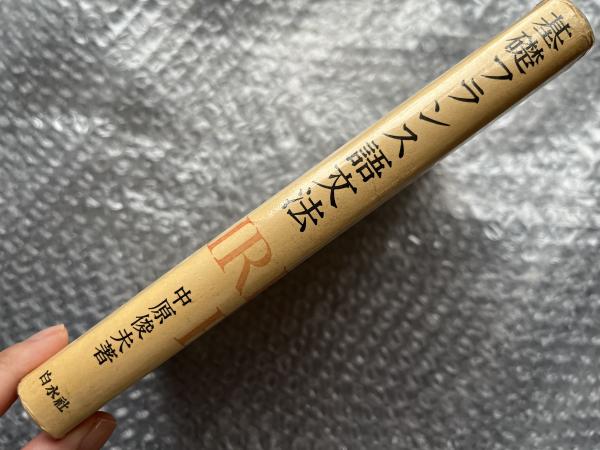 基礎フランス語文法
中原俊夫著
白水社